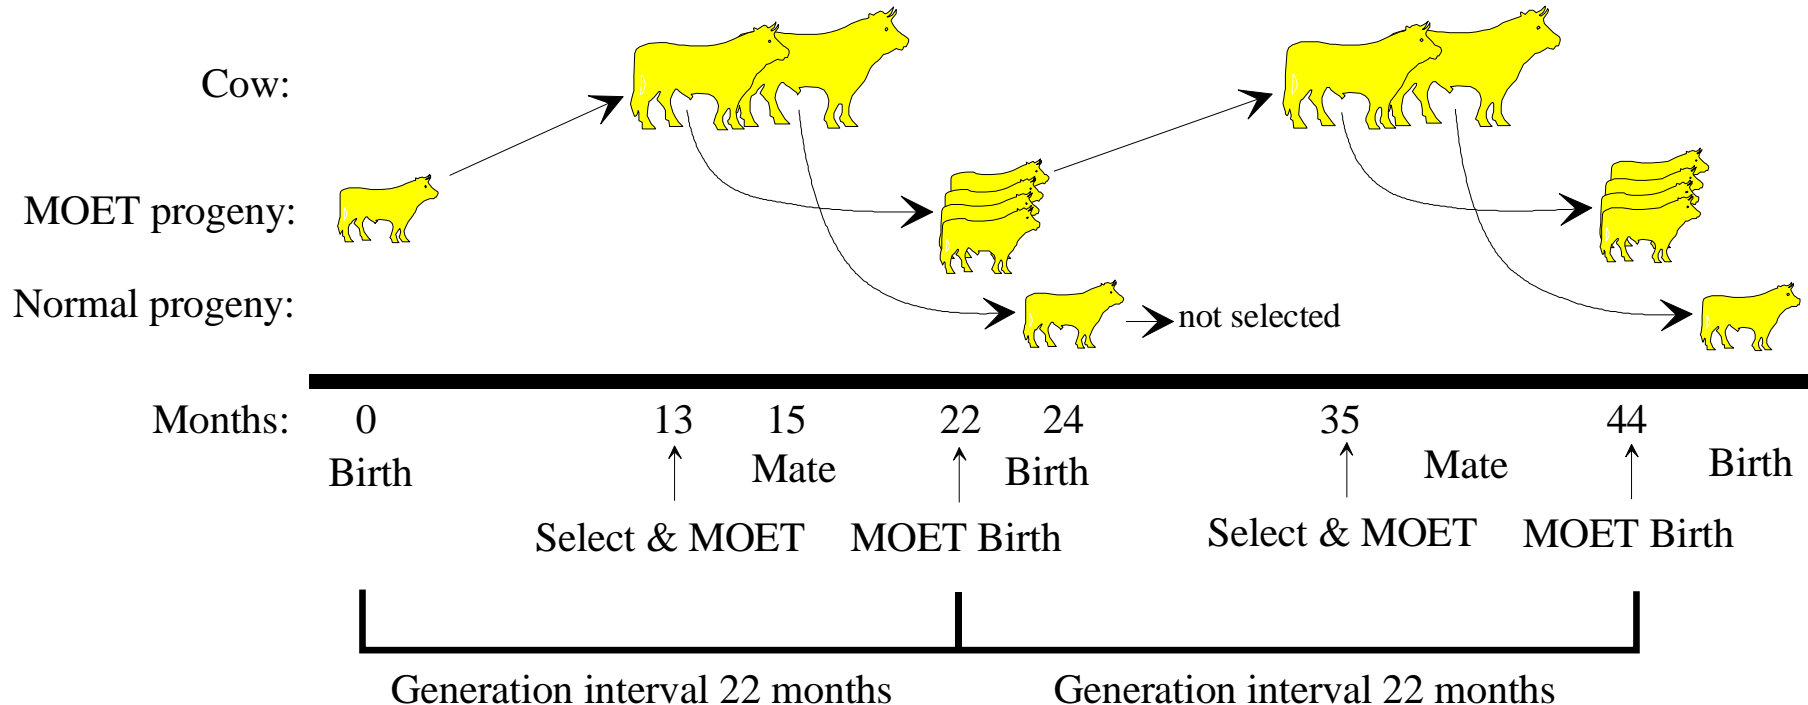 Cow:
MOET progeny:
Normal progeny:
not selected
Months: 0 13 15 22 24 35 44
Birth Mate Birth Mate Birth
Select & MOET MOET Birth Select & MOET MOET Birth
Generation interval 22 months Generation interval 22 months